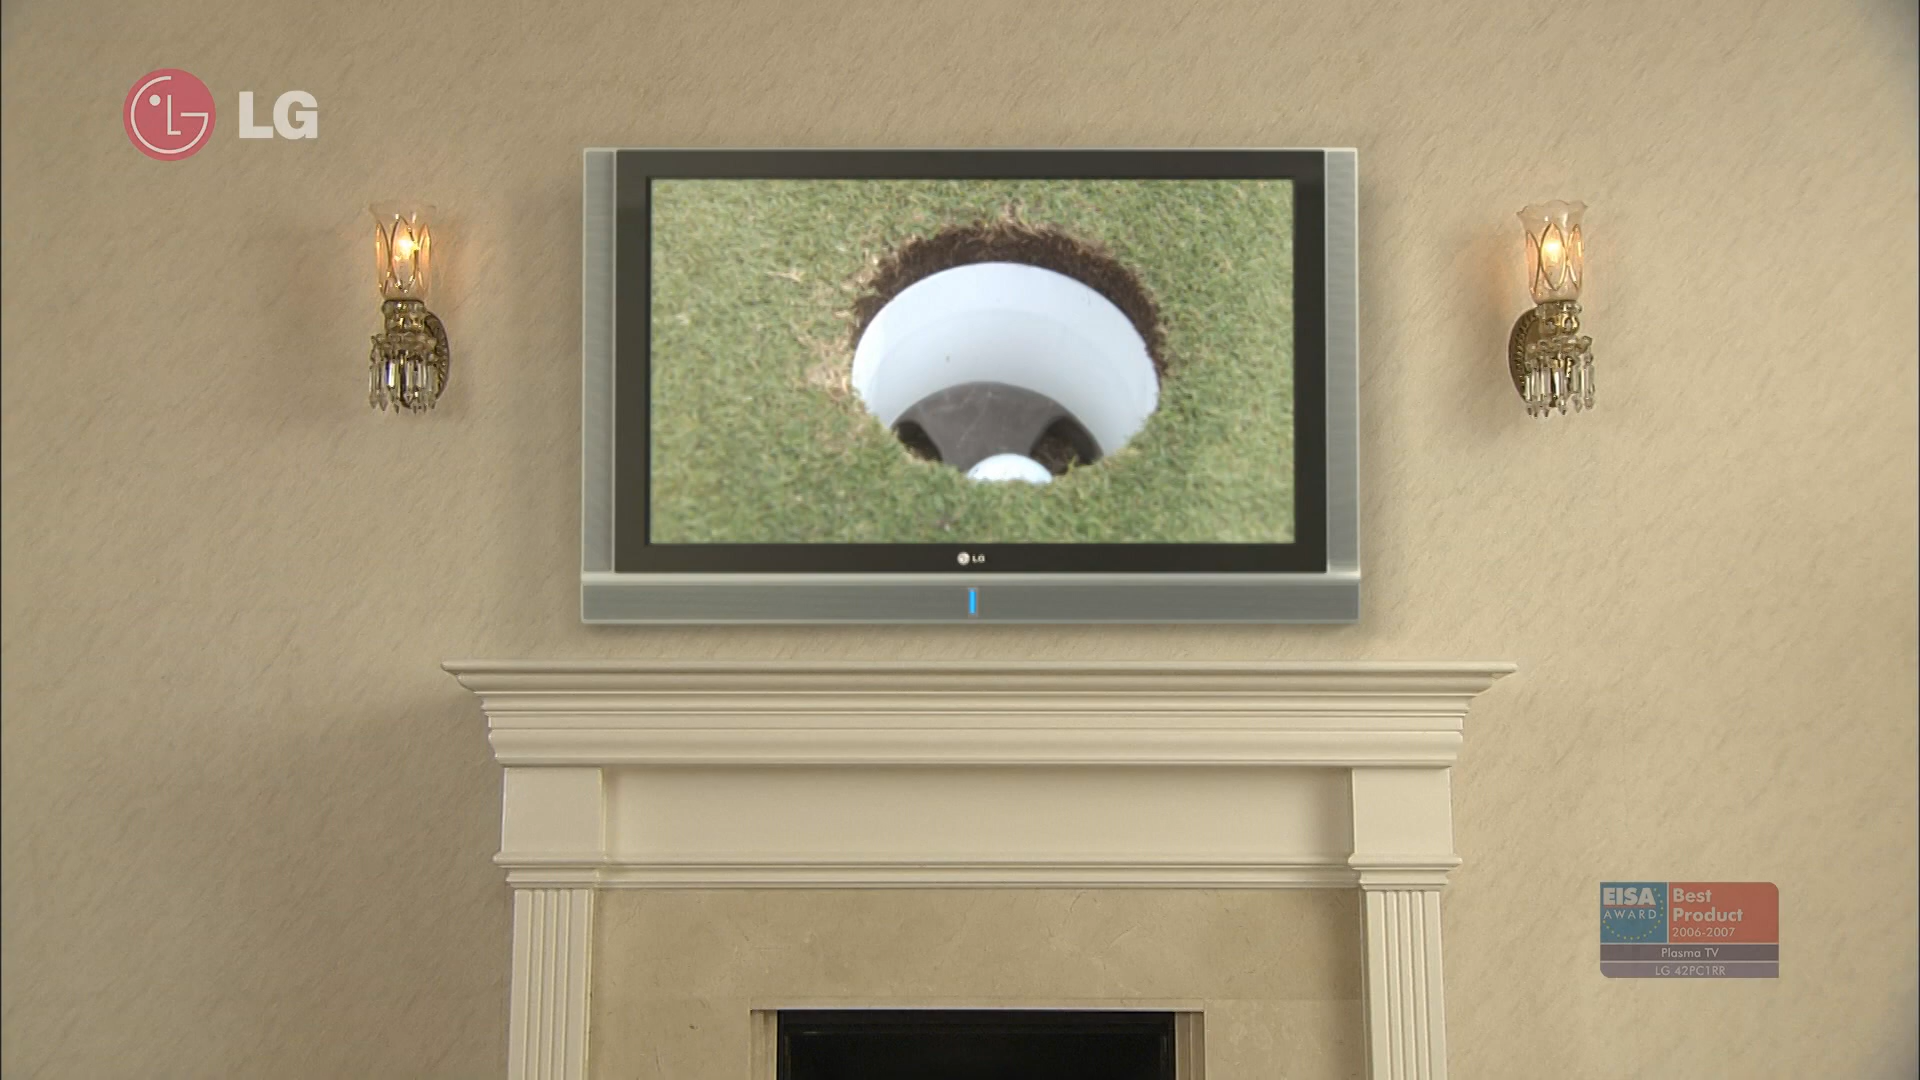 LG
LG
EISA
AWARD
Best
Product
2006-2007
Plasma TV
LG 42PC1RR